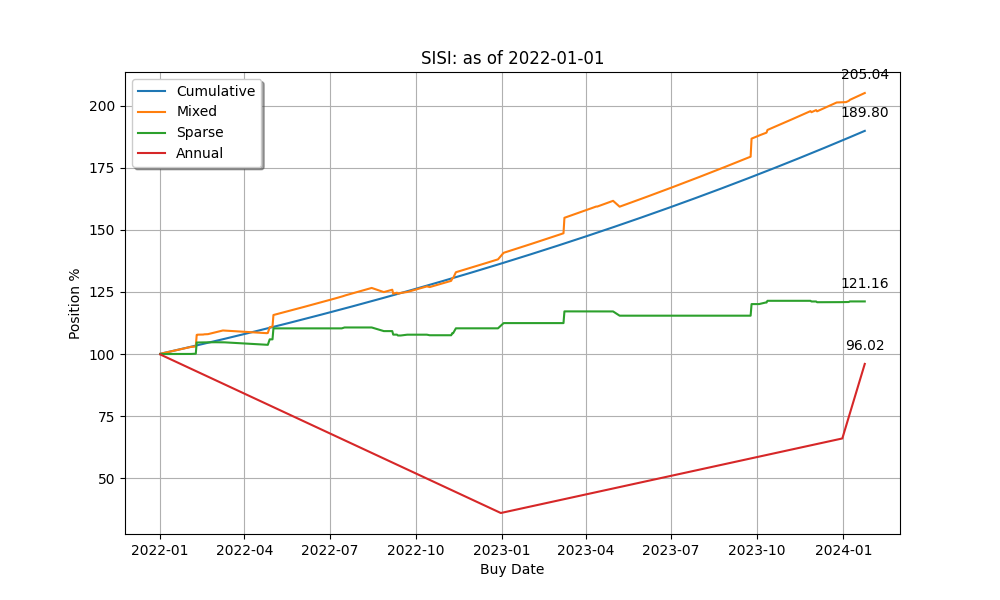 SISI: as of 2022-01-01
Cumulative
Mixed
Sparse
Annual
205.04
189.80
121.16
96.02
Position %
200
175
150
125
100
75
50
2022-01 2022-04 2022-07 2022-10 2023-01 2023-04 2023-07 2023-10 2024-01
Buy Date